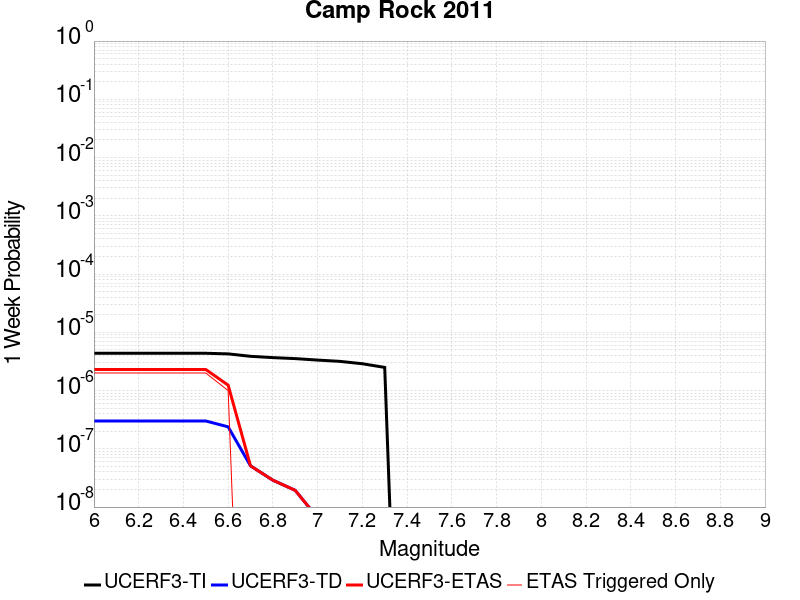 Camp Rock 2011
1 Week Probability
10^0
10^-1
10^-2
10^-3
10^-4
10^-5
10^-6
10^-7
10^-8
6 6.2 6.4 6.6 6.8 7 7.2 7.4 7.6 7.8 8 8.2 8.4 8.6 8.8 9
Magnitude
UCERF3-TI UCERF3-TD UCERF3-ETAS ETAS Triggered Only